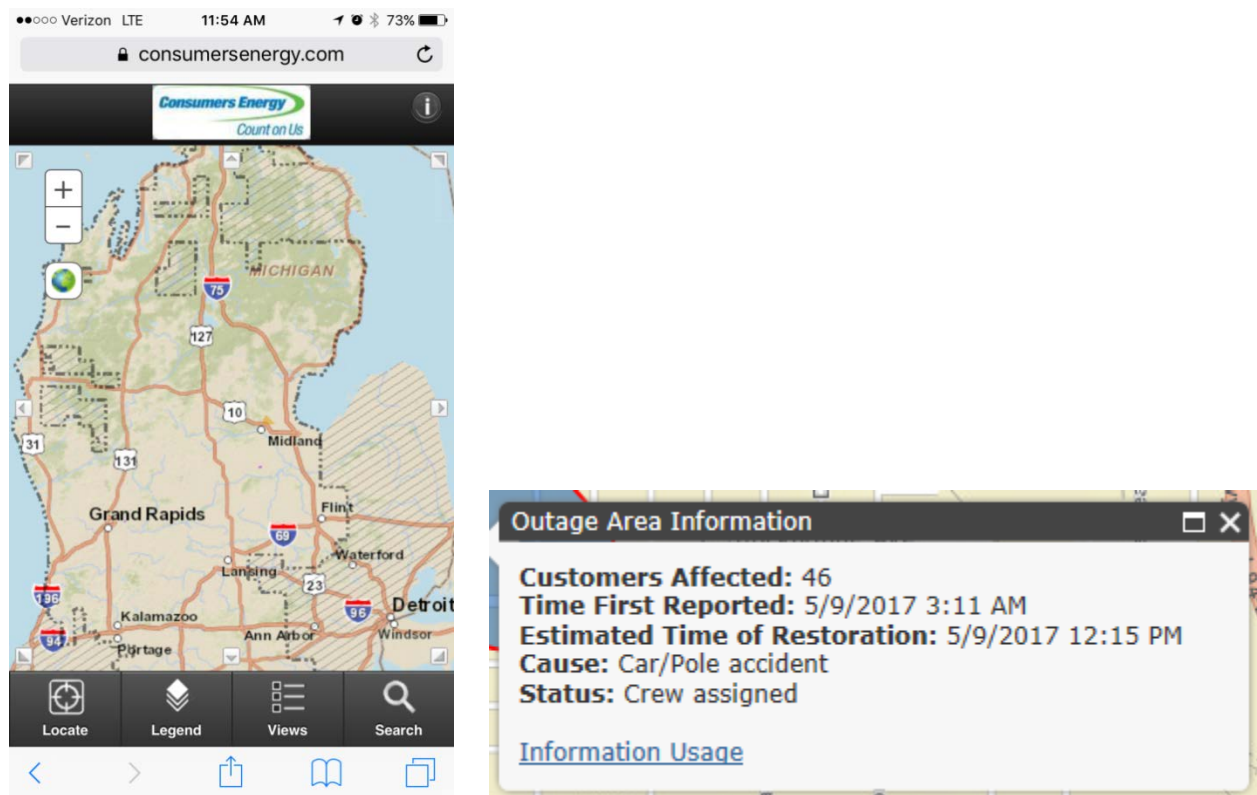 Verizon LTE 11:54 AM 73%
consumersenergy.com
Consumers Energy
Count on Us
i
+
−
MICHIGAN
75
127
10
Midland
31
131
Grand Rapids
Flint
69
Waterford
Lansing
23
196
96
Detroit
Kalamazoo
94
Ann Arbor
Windsor
Portage
Locate Legend Views Search
Outage Area Information
Customers Affected: 46
Time First Reported: 5/9/2017 3:11 AM
Estimated Time of Restoration: 5/9/2017 12:15 PM
Cause: Car/Pole accident
Status: Crew assigned
Information Usage